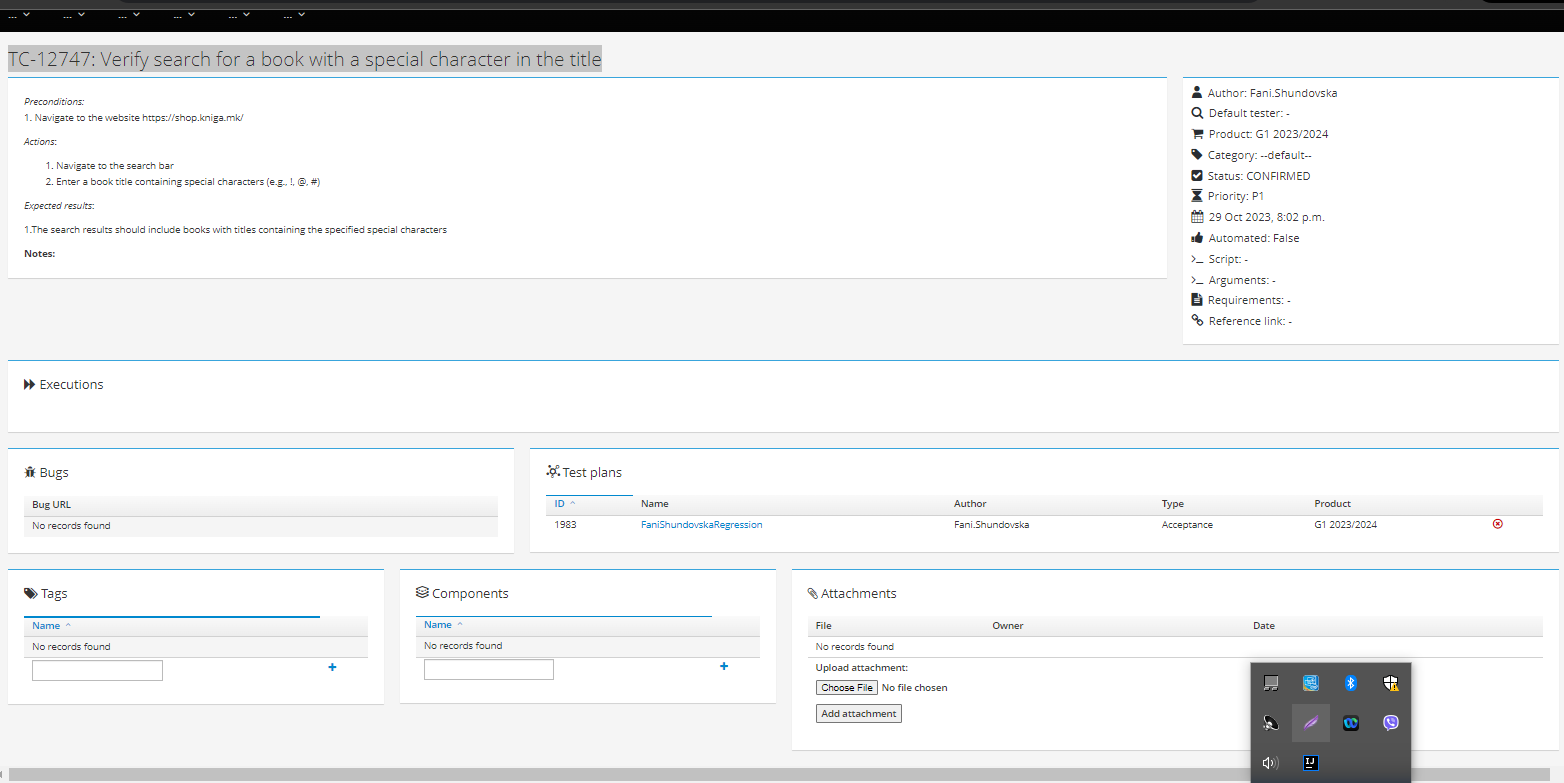 ... ... ... ... ... ...
TC-12747: Verify search for a book with a special character in the title
Preconditions:
1. Navigate to the website https://shop.kniga.mk/
Actions:
1. Navigate to the search bar
2. Enter a book title containing special characters (e.g., !, @, #)
Expected results:
1.The search results should include books with titles containing the specified special characters
Notes:
Author: Fani.Shundovska
Default tester: -
Product: G1 2023/2024
Category: --default--
Status: CONFIRMED
Priority: P1
29 Oct 2023, 8:02 p.m.
Automated: False
Script: -
Arguments: -
Requirements: -
Reference link: -
Executions
Bugs
Bug URL
No records found
Test plans
ID Name Author Type Product
1983 FaniShundovskaRegression Fani.Shundovska Acceptance G1 2023/2024
Tags
Name
No records found
Components
Name
No records found
Attachments
File Owner Date
No records found
Upload attachment:
Choose File No file chosen
Add attachment
IJ